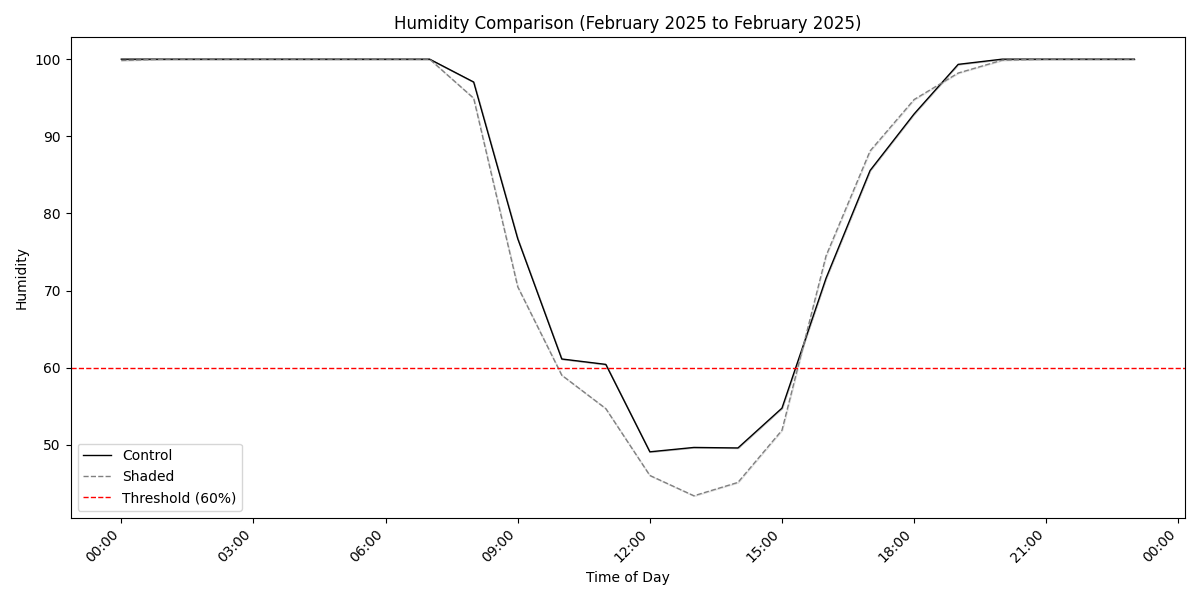 Humidity Comparison (February 2025 to February 2025)
Humidity
100
90
80
70
60
50
Control
Shaded
Threshold (60%)
00:00
03:00
06:00
09:00
12:00
15:00
18:00
21:00
00:00
Time of Day